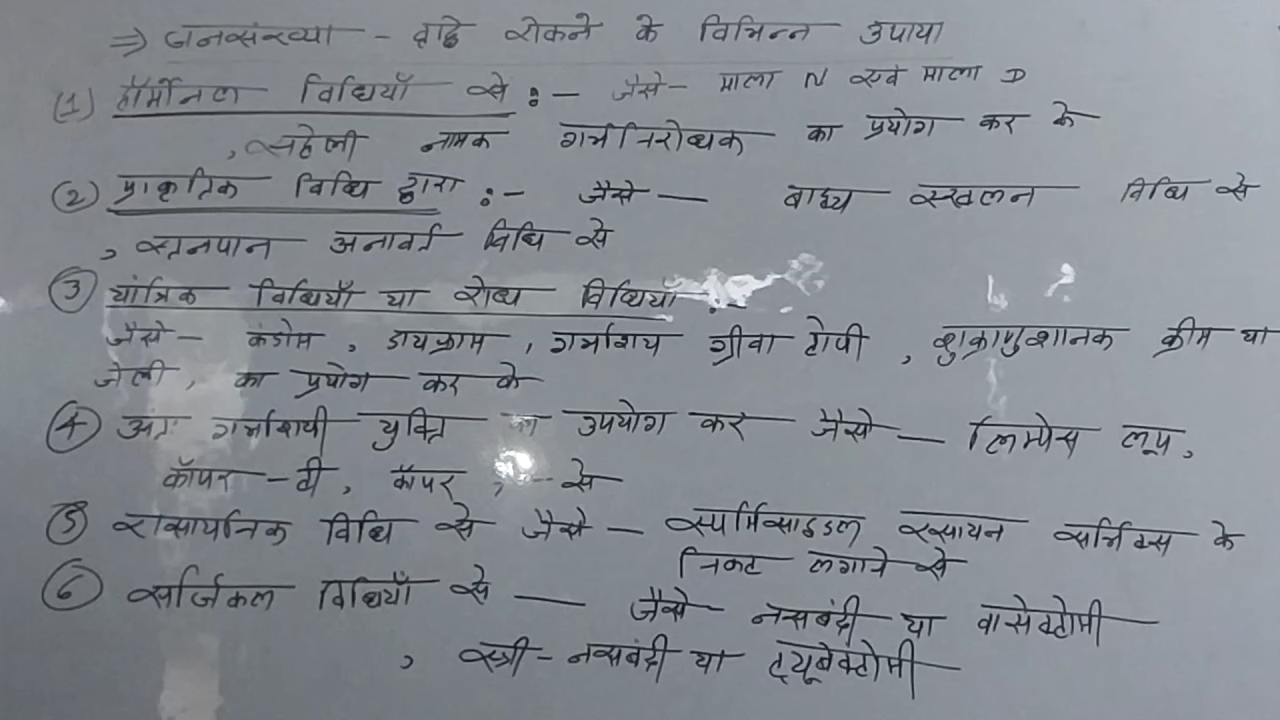 ⇒ जनसंख्या - वृद्धि रोकने के विभिन्न उपाया
(1) हॉर्मोनल विधियाँ से :- जैसे- माला N एवं माला D
, सहेली नामक गर्भनिरोधक का प्रयोग कर के
(2) प्राकृतिक विधि द्वारा :- जैसे — बाह्य स्खलन विधि से
, स्तनपान अनावर्त विधि से
(3) यांत्रिक विधियाँ या रोध विधियाँ :-
जैसे - कंडोम , डायफ्राम , गर्भाशय ग्रीवा टोपी , शुक्राणुशानक क्रीम या
जेली , का प्रयोग कर के
(4) अंतः गर्भाशयी युक्ति का उपयोग कर जैसे — लिम्पेस लूप ,
कॉपर - टी , कॉपर , से
(5) रासायनिक विधि से जैसे — स्पर्मिसाइडल रसायन सर्भिक्स के
निकट लगाने से
(6) सर्जिकल विधियाँ से — जैसे नसबंदी या वासेक्टोमी
, स्त्री - नसबंदी या ट्यूबेक्टोमी